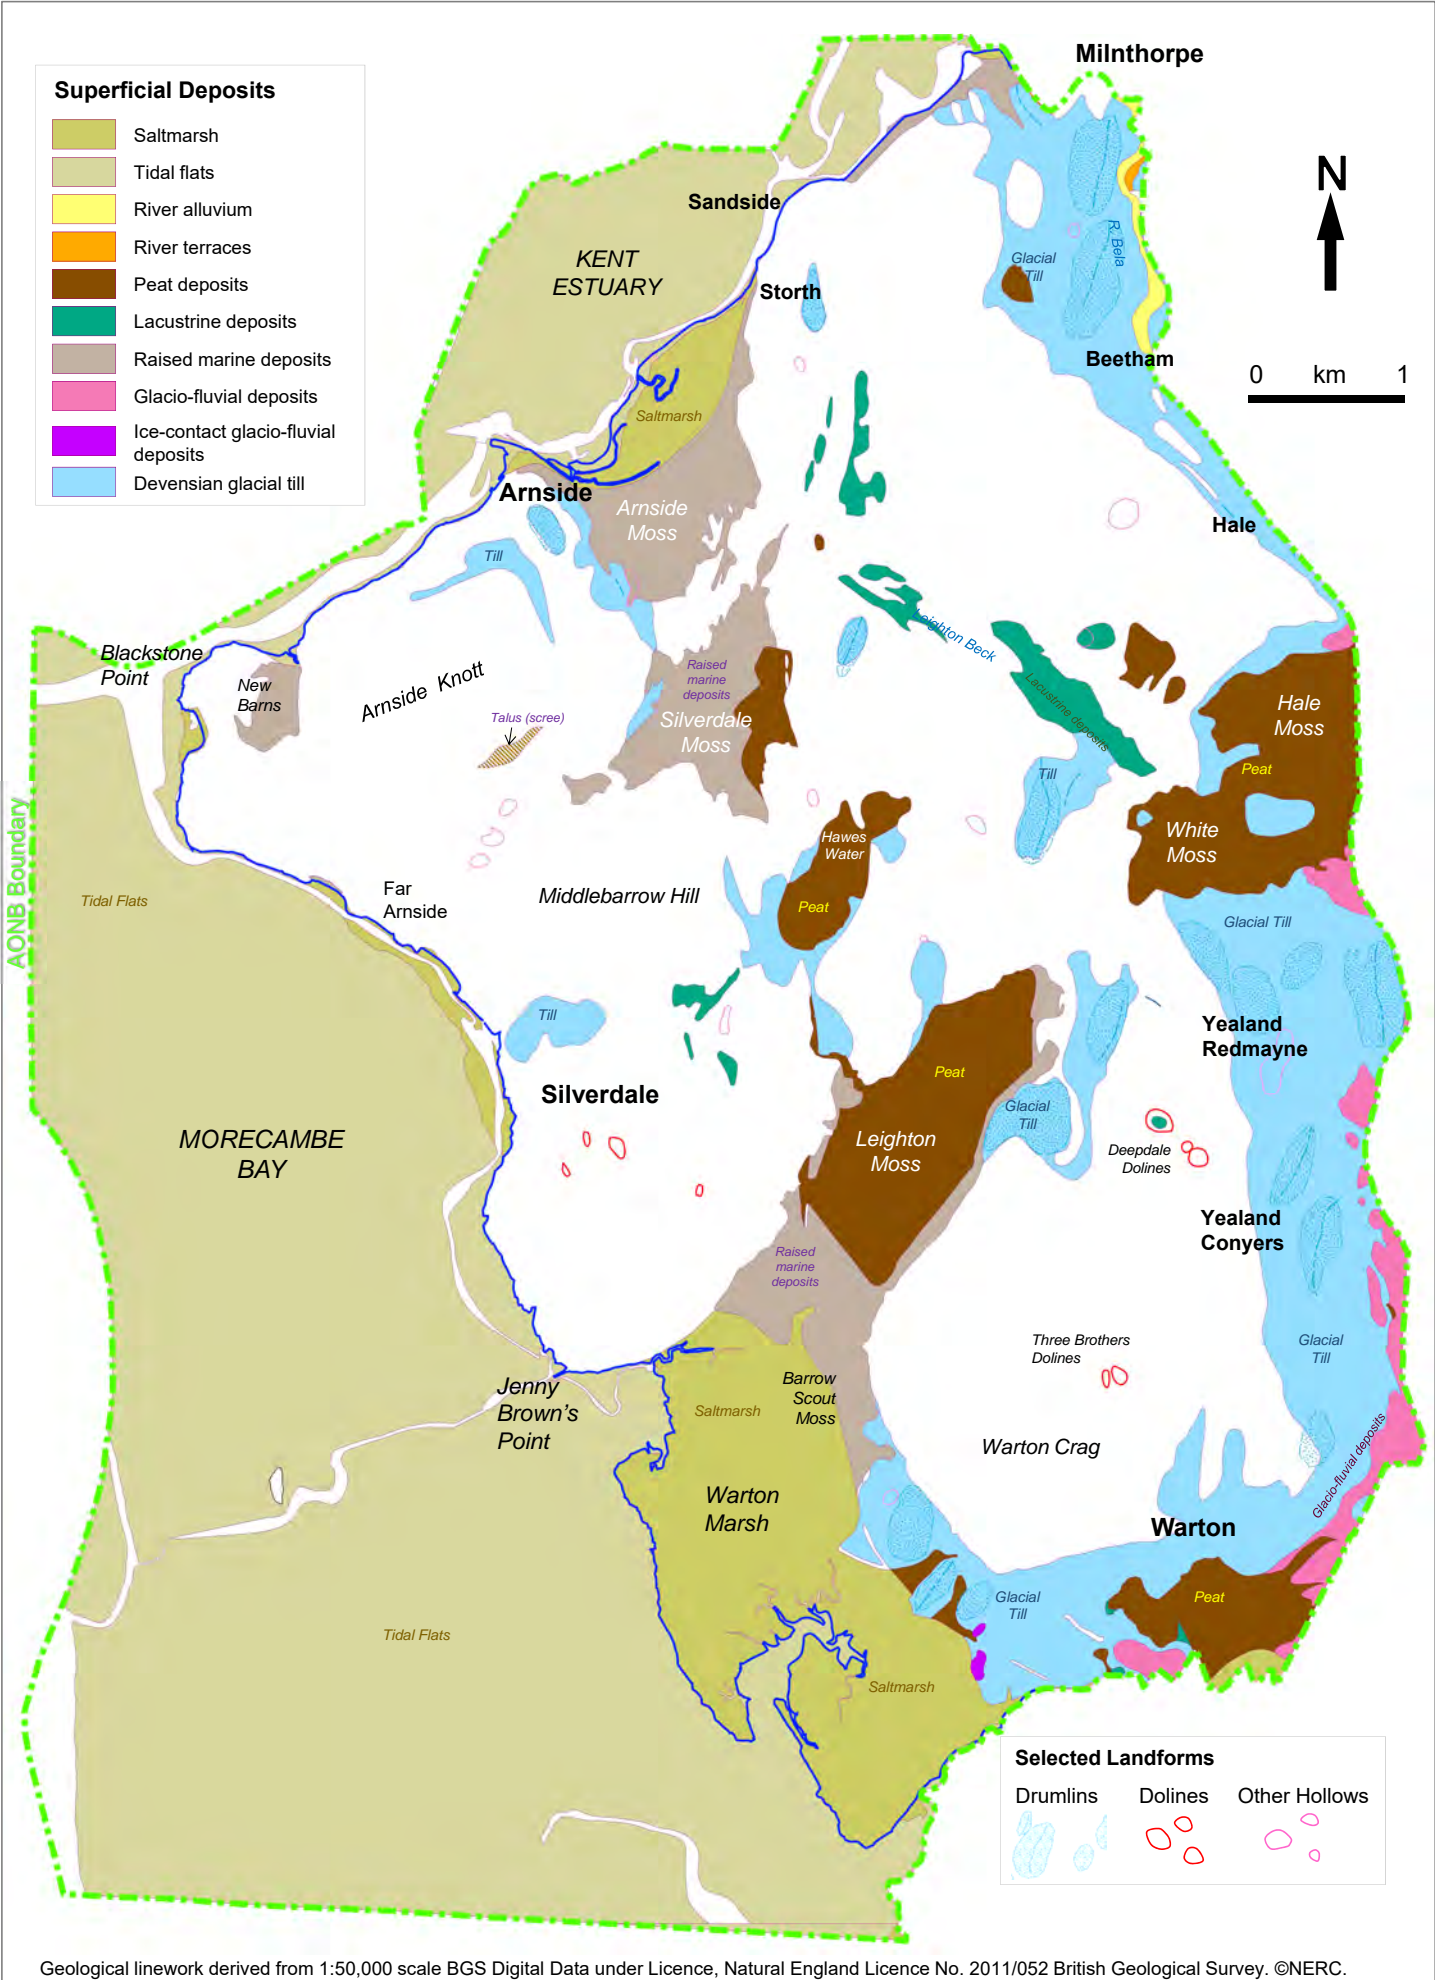 Milnthorpe
Superficial Deposits
Saltmarsh
Tidal flats
River alluvium
River terraces
Peat deposits
Lacustrine deposits
Raised marine deposits
Glacio-fluvial deposits
Ice-contact glacio-fluvial
deposits
Devensian glacial till
N
Sandside
KENT
ESTUARY
R. Bela
Glacial
Till
Storth
Beetham
0 km 1
Saltmarsh
Arnside
Arnside
Moss
Hale
Till
Leighton Beck
Blackstone
Point
New
Barns
Arnside Knott
Talus (scree)
Raised
marine
deposits
Silverdale
Moss
Lacustrine deposits
Hale
Moss
Peat
Till
White
Moss
Hawes
Water
Peat
AONB Boundary
Tidal Flats
Far
Arnside
Middlebarrow Hill
Glacial Till
Till
Yealand
Redmayne
Silverdale
Peat
Glacial
Till
Leighton
Moss
Deepdale
Dolines
MORECAMBE
BAY
Yealand
Conyers
Raised
marine
deposits
Three Brothers
Dolines
Glacial
Till
Jenny
Brown's
Point
Saltmarsh
Barrow
Scout
Moss
Warton Crag
Glacio-fluvial deposits
Warton
Marsh
Warton
Glacial
Till
Peat
Tidal Flats
Saltmarsh
Selected Landforms
Drumlins Dolines Other Hollows
Geological linework derived from 1:50,000 scale BGS Digital Data under Licence, Natural England Licence No. 2011/052 British Geological Survey. ©NERC.